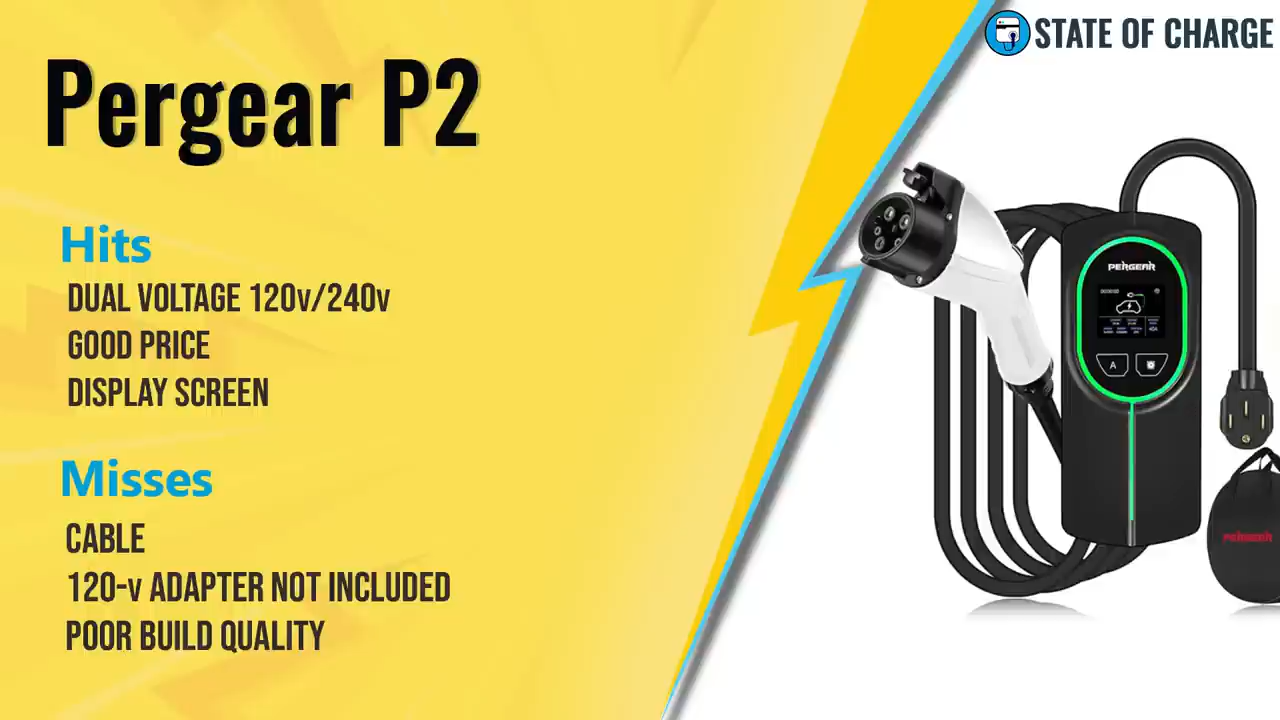 STATE OF CHARGE
Pergear P2
Hits
DUAL VOLTAGE 120v/240v
GOOD PRICE
DISPLAY SCREEN
Misses
CABLE
120-v ADAPTER NOT INCLUDED
POOR BUILD QUALITY
PERGEAR
A
PERGEAR